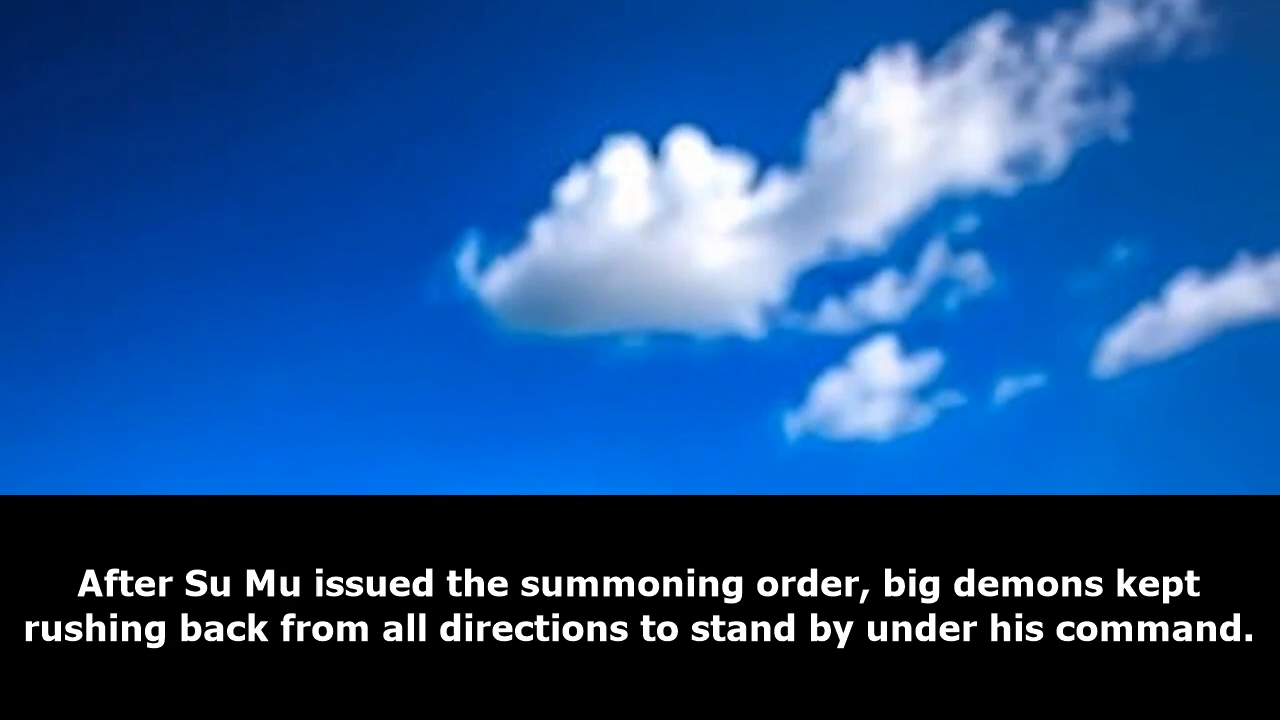 After Su Mu issued the summoning order, big demons kept
rushing back from all directions to stand by under his command.